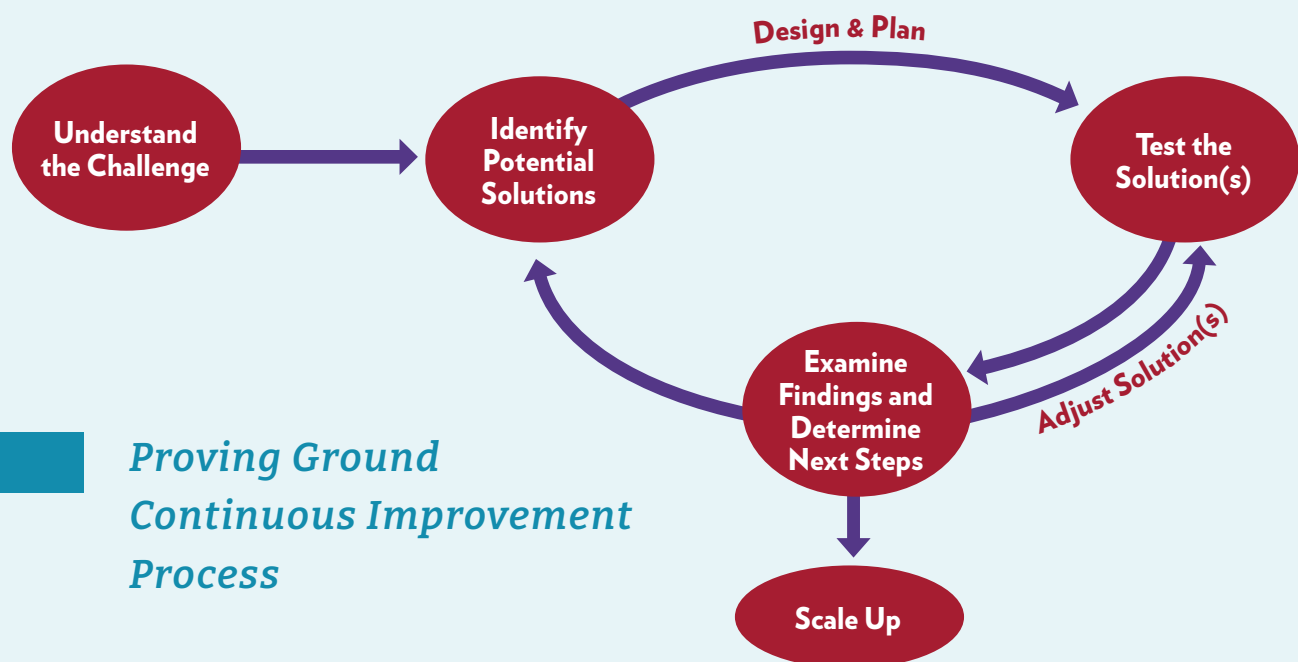 Design & Plan
Understand
the Challenge
Identify
Potential
Solutions
Test the
Solution(s)
Examine
Findings and
Determine
Next Steps
Adjust Solution(s)
Proving Ground
Continuous Improvement
Process
Scale Up